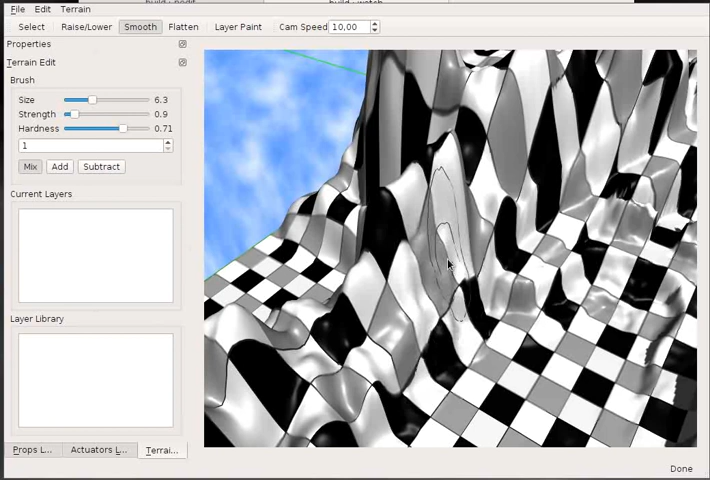 File Edit Terrain
Select Raise/Lower Smooth Flatten Layer Paint Cam Speed 10,00
Properties
Terrain Edit
Brush
Size 6.3
Strength 0.9
Hardness 0.71
1
Mix Add Subtract
Current Layers
Layer Library
Props L... Actuators L... Terrai...
Done